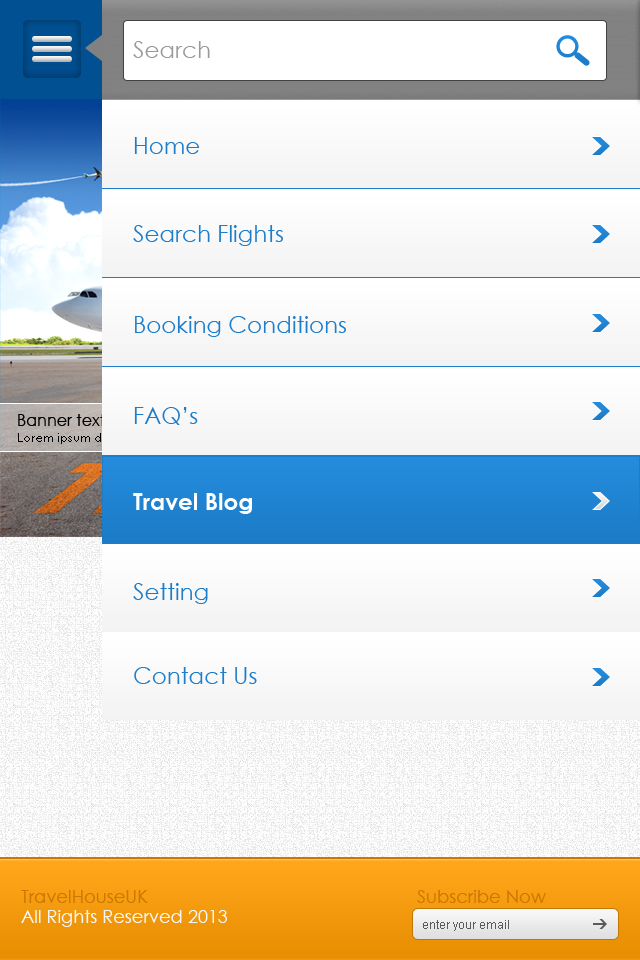 Search
Home
Search Flights
Booking Conditions
FAQ's
Banner text
Lorem ipsum d
Travel Blog
Setting
Contact Us
TravelHouseUK
All Rights Reserved 2013
Subscribe Now
enter your email